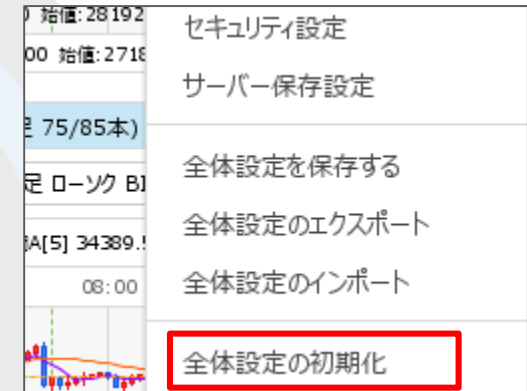 始値:28192
セキュリティ設定
00 始値:2718
サーバー保存設定
足 75/85本)
全体設定を保存する
足 ローソク BI
全体設定のエクスポート
A[5] 34389.
08:00
全体設定のインポート
全体設定の初期化